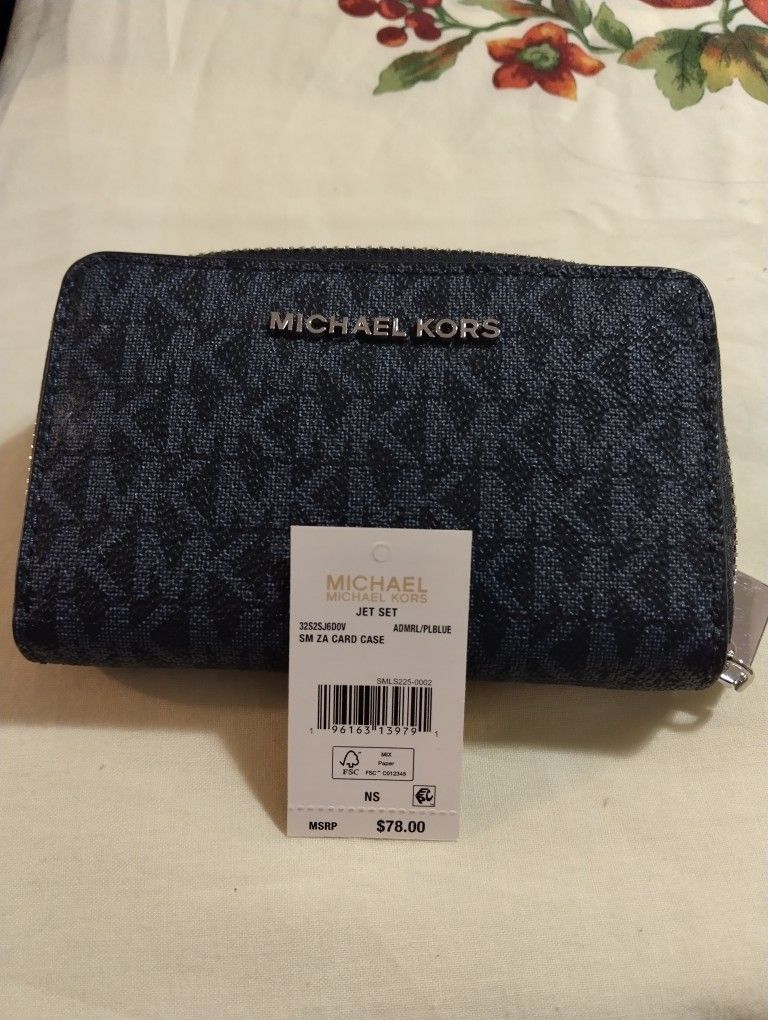 MICHAEL KORS
MICHAEL
MICHAEL KORS
JET SET
32S2SJ6D0V ADMRL/PLBLUE
SM ZA CARD CASE
SMLS225-0002
1 96163 13979 1
FSC
MIX
Paper
FSC™ C012345
NS
MSRP $78.00